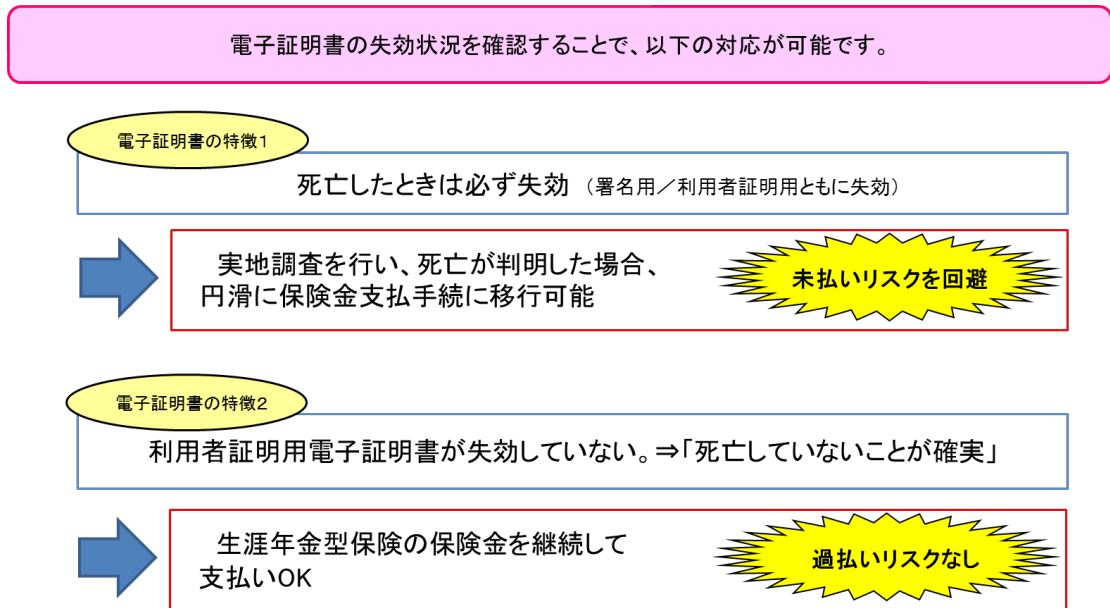 電子証明書の失効状況を確認することで、以下の対応が可能です。
電子証明書の特徴１
死亡したときは必ず失効 （署名用／利用者証明用ともに失効）
実地調査を行い、死亡が判明した場合、
円滑に保険金支払手続に移行可能
未払いリスクを回避
電子証明書の特徴２
利用者証明用電子証明書が失効していない。⇒「死亡していないことが確実」
生涯年金型保険の保険金を継続して
支払いOK
過払いリスクなし